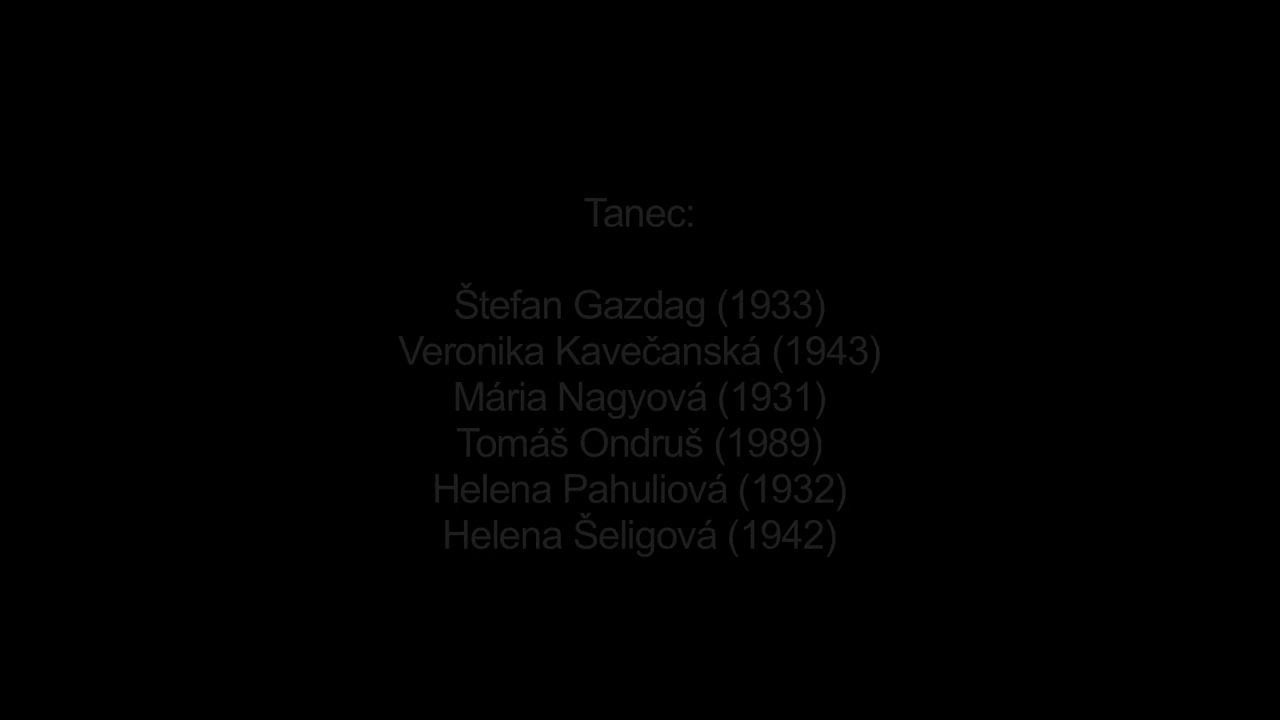 Tanec:
Štefan Gazdag (1933)
Veronika Kavečanská (1943)
Mária Nagyová (1931)
Tomáš Ondruš (1989)
Helena Pahuliová (1932)
Helena Šeligová (1942)